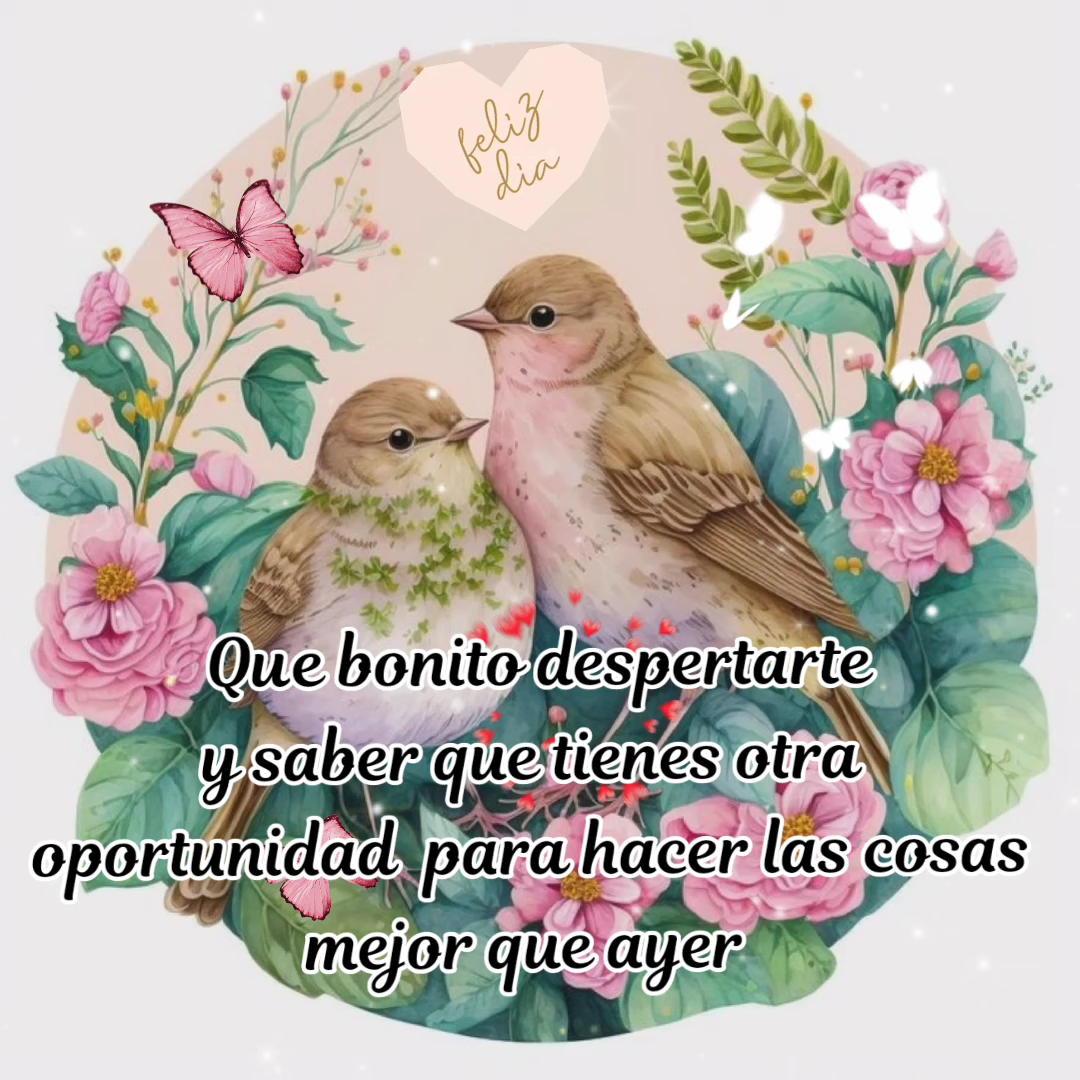 feliz
dia
Que bonito despertarte
y saber que tienes otra
oportunidad para hacer las cosas
mejor que ayer